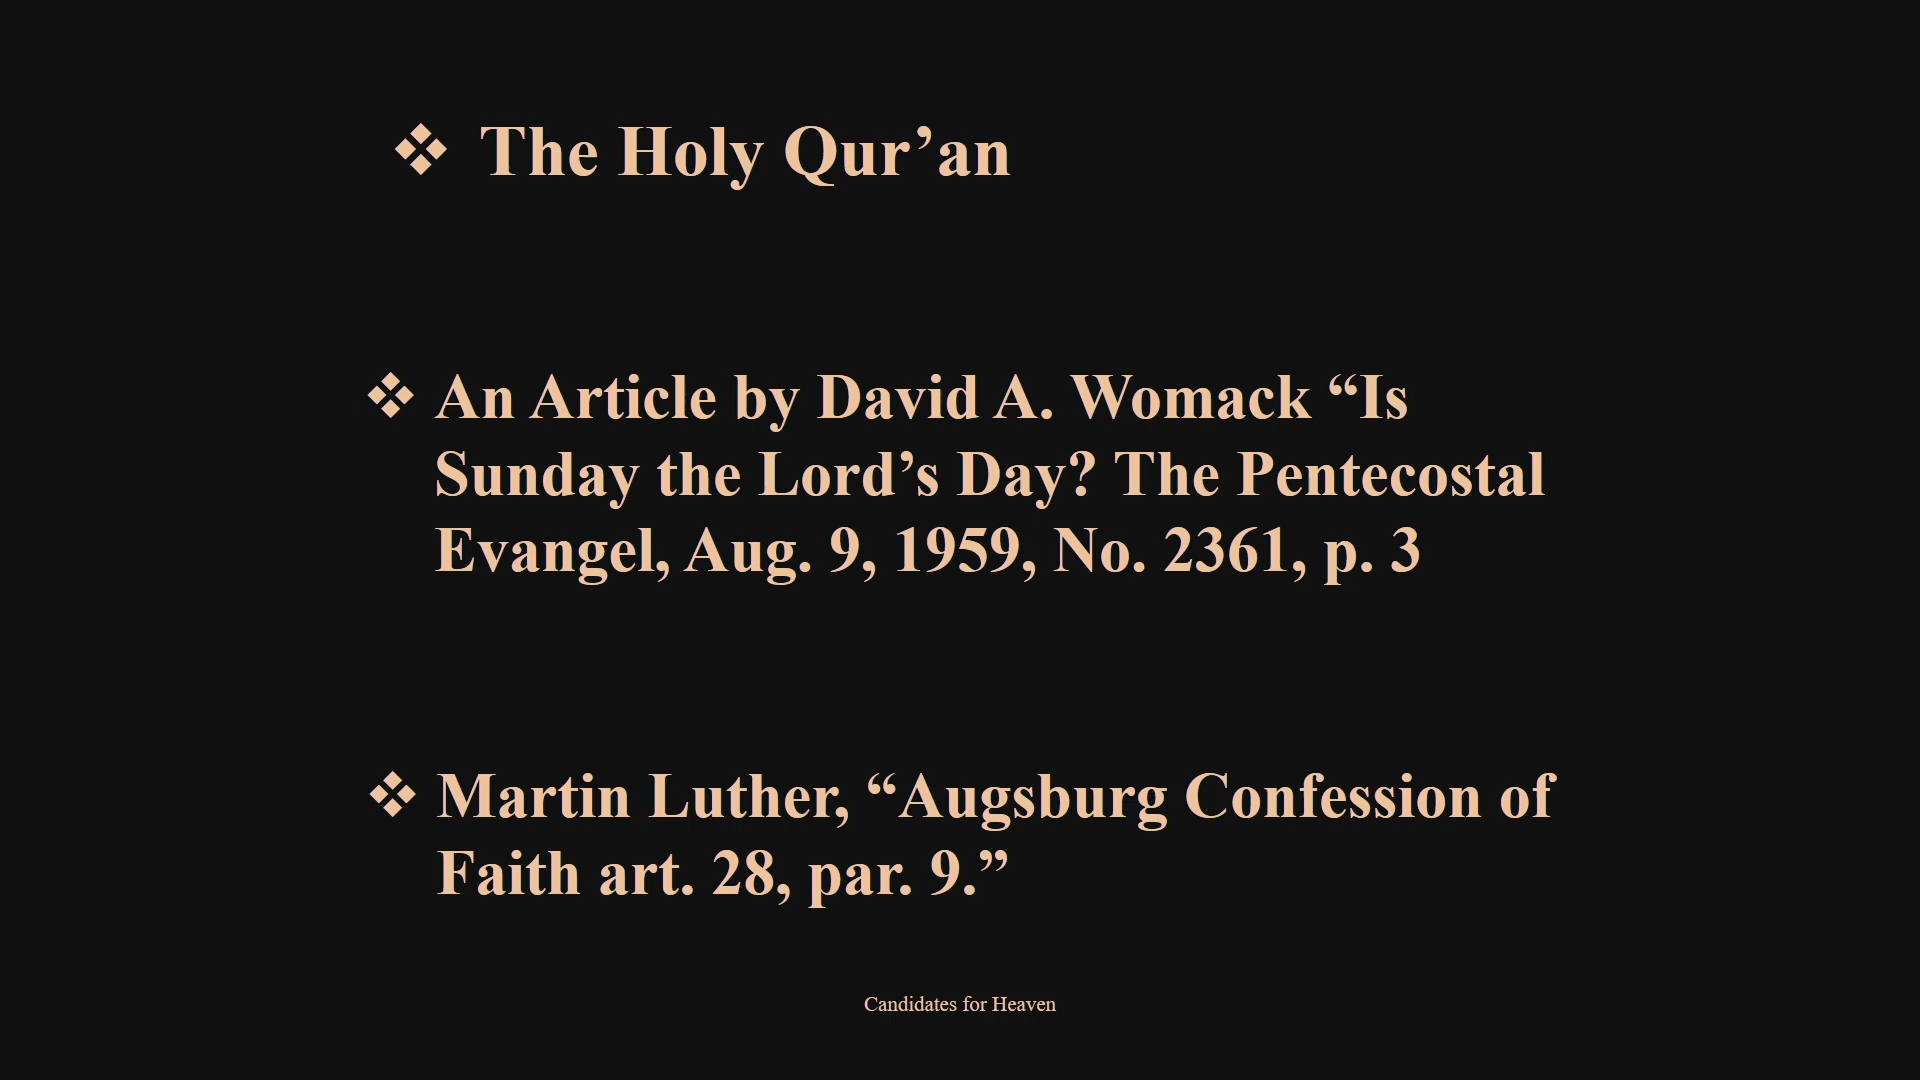 ❖ The Holy Qur’an
❖ An Article by David A. Womack “Is
Sunday the Lord’s Day? The Pentecostal
Evangel, Aug. 9, 1959, No. 2361, p. 3
❖ Martin Luther, “Augsburg Confession of
Faith art. 28, par. 9.”
Candidates for Heaven